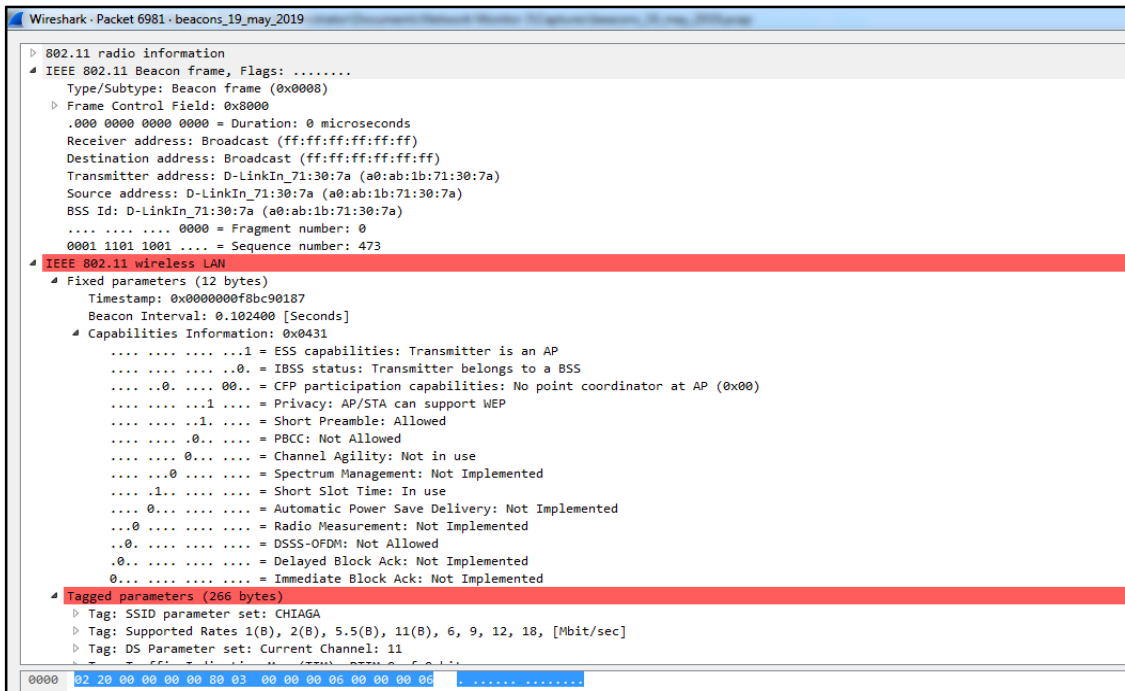 Wireshark · Packet 6981 · beacons_19_may_2019
802.11 radio information
IEEE 802.11 Beacon frame, Flags: ........
Type/Subtype: Beacon frame (0x0008)
Frame Control Field: 0x8000
.000 0000 0000 0000 = Duration: 0 microseconds
Receiver address: Broadcast (ff:ff:ff:ff:ff:ff)
Destination address: Broadcast (ff:ff:ff:ff:ff:ff)
Transmitter address: D-LinkIn_71:30:7a (a0:ab:1b:71:30:7a)
Source address: D-LinkIn_71:30:7a (a0:ab:1b:71:30:7a)
BSS Id: D-LinkIn_71:30:7a (a0:ab:1b:71:30:7a)
.... .... .... 0000 = Fragment number: 0
0001 1101 1001 .... = Sequence number: 473
IEEE 802.11 wireless LAN
Fixed parameters (12 bytes)
Timestamp: 0x0000000f8bc90187
Beacon Interval: 0.102400 [Seconds]
Capabilities Information: 0x0431
.... .... .... ...1 = ESS capabilities: Transmitter is an AP
.... .... .... ..0. = IBSS status: Transmitter belongs to a BSS
.... ..0. .... 00.. = CFP participation capabilities: No point coordinator at AP (0x00)
.... .... ...1 .... = Privacy: AP/STA can support WEP
.... .... ..1. .... = Short Preamble: Allowed
.... .... .0.. .... = PBCC: Not Allowed
.... .... 0... .... = Channel Agility: Not in use
.... ...0 .... .... = Spectrum Management: Not Implemented
.... .1.. .... .... = Short Slot Time: In use
.... 0... .... .... = Automatic Power Save Delivery: Not Implemented
...0 .... .... .... = Radio Measurement: Not Implemented
..0. .... .... .... = DSSS-OFDM: Not Allowed
.0.. .... .... .... = Delayed Block Ack: Not Implemented
0... .... .... .... = Immediate Block Ack: Not Implemented
Tagged parameters (266 bytes)
Tag: SSID parameter set: CHIAGA
Tag: Supported Rates 1(B), 2(B), 5.5(B), 11(B), 6, 9, 12, 18, [Mbit/sec]
Tag: DS Parameter set: Current Channel: 11
0000 02 20 00 00 00 00 80 03 00 00 00 06 00 00 00 06 . ...... ........